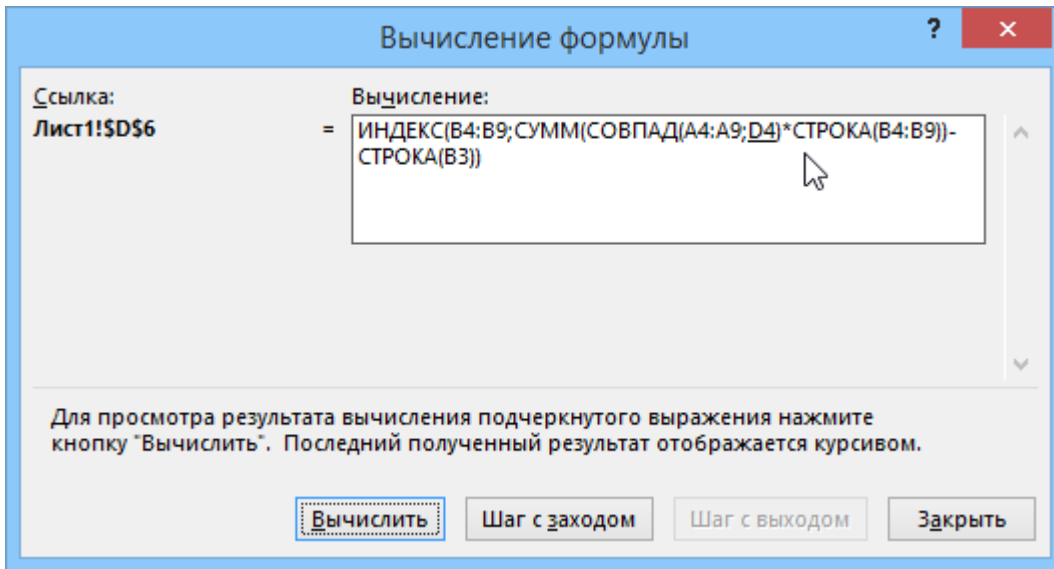 Вычисление формулы
? ×
Ссылка:
Вычисление:
Лист1!$D$6
= ИНДЕКС(B4:B9;СУММ(СОВПАД(A4:A9;D4)*СТРОКА(B4:B9))-
СТРОКА(B3))
Для просмотра результата вычисления подчеркнутого выражения нажмите
кнопку "Вычислить". Последний полученный результат отображается курсивом.
Вычислить
Шаг с заходом
Шаг с выходом
Закрыть